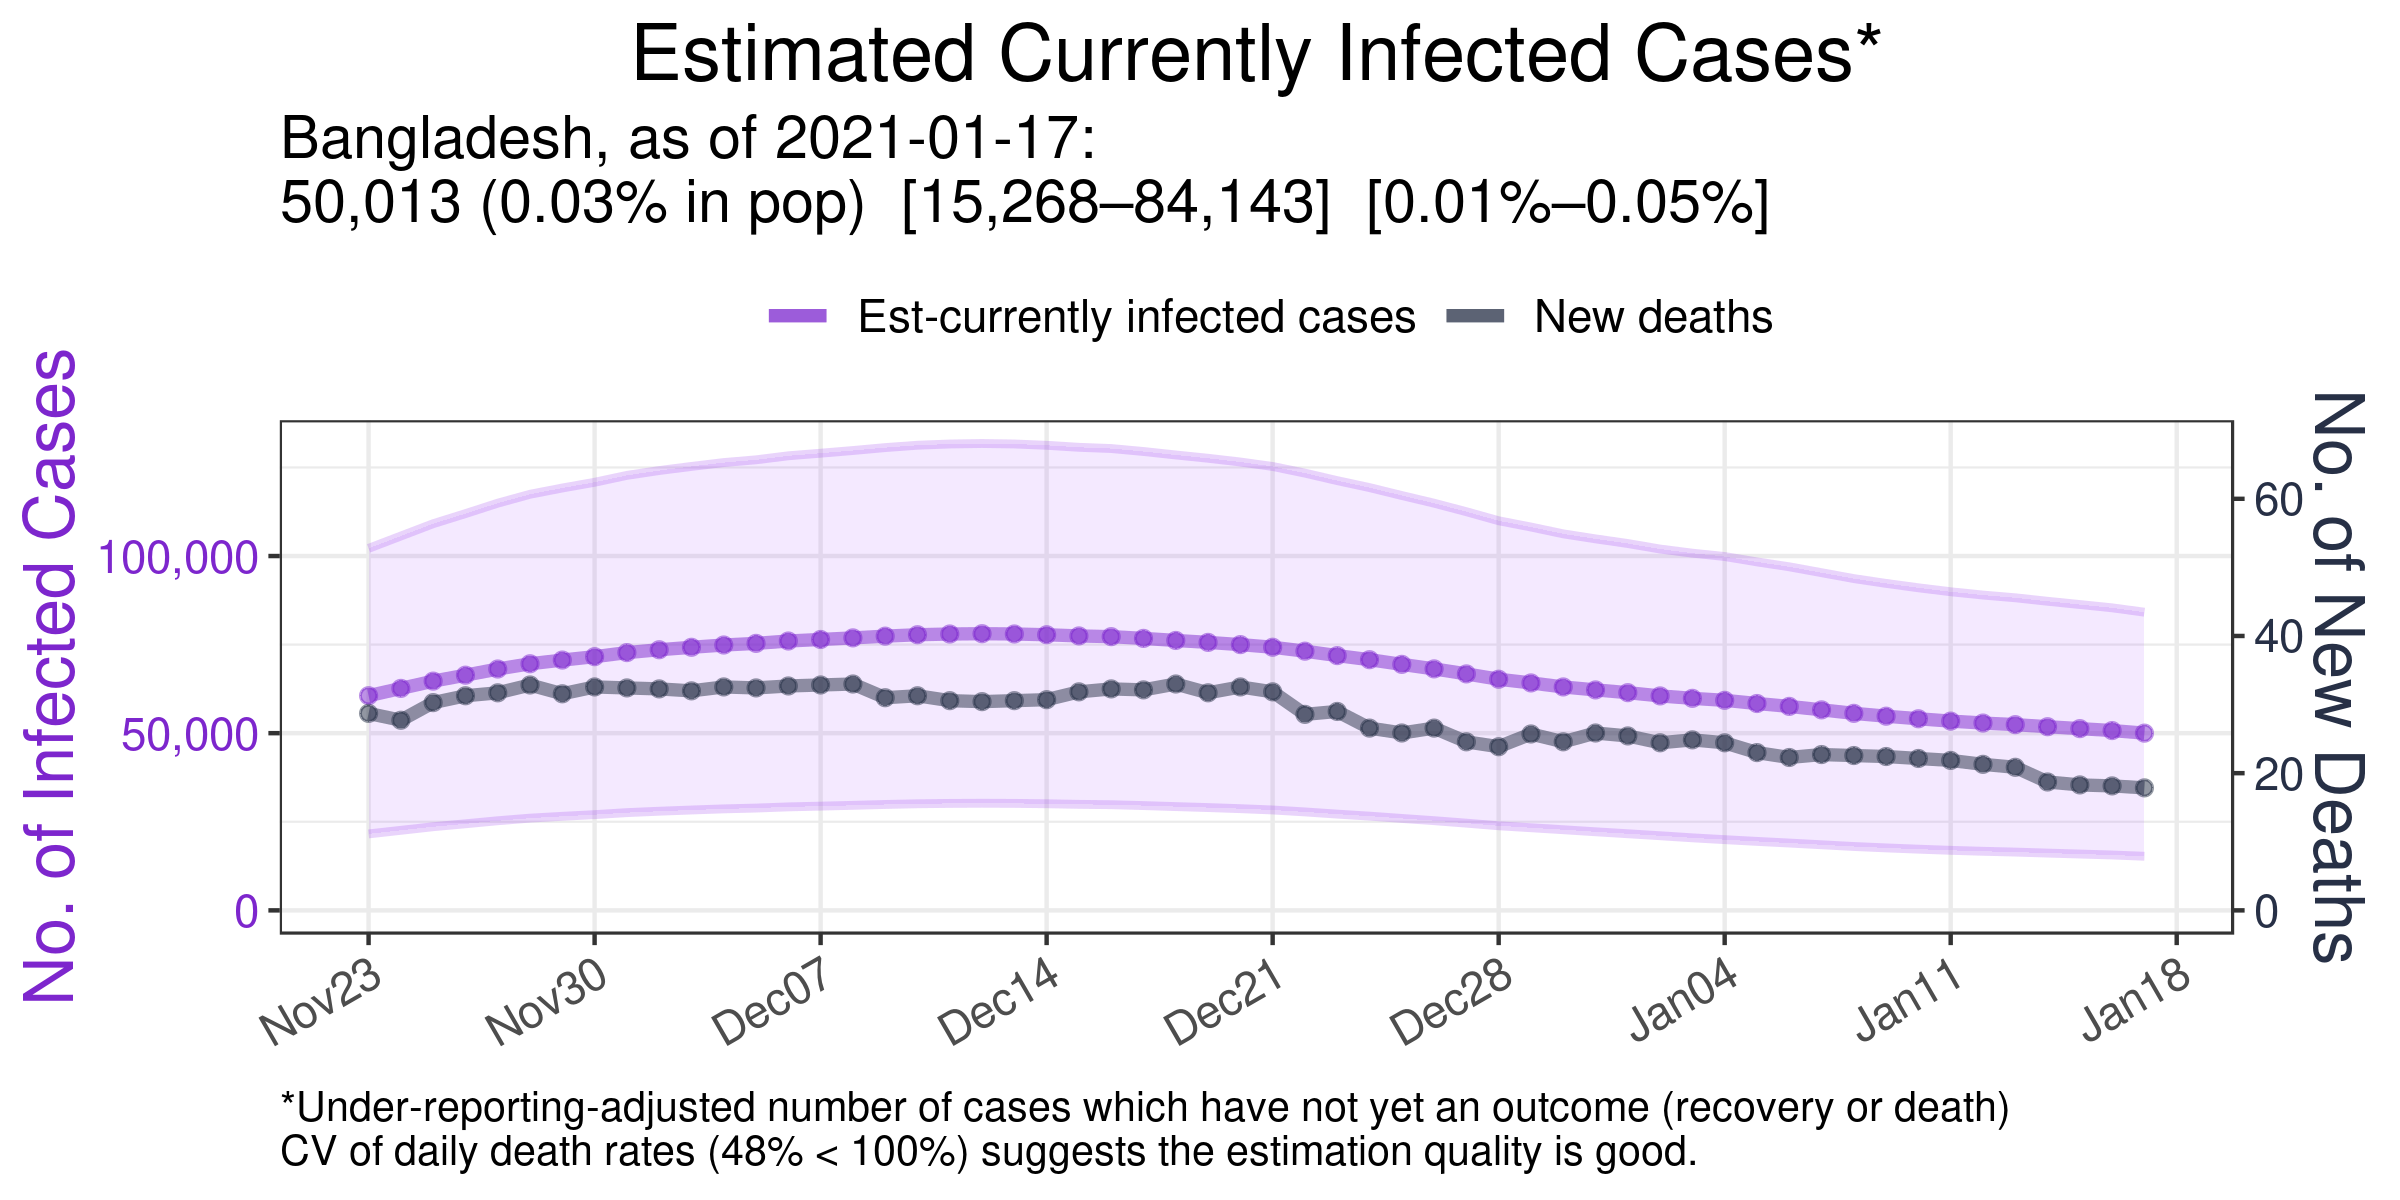 Estimated Currently Infected Cases*
Bangladesh, as of 2021-01-17:
50,013 (0.03% in pop)  [15,268–84,143]  [0.01%–0.05%]
Est-currently infected cases
New deaths
No. of Infected Cases
100,000
50,000
0
60
40
20
0
No. of New Deaths
Nov23
Nov30
Dec07
Dec14
Dec21
Dec28
Jan04
Jan11
Jan18
*Under-reporting-adjusted number of cases which have not yet an outcome (recovery or death)
CV of daily death rates (48% < 100%) suggests the estimation quality is good.